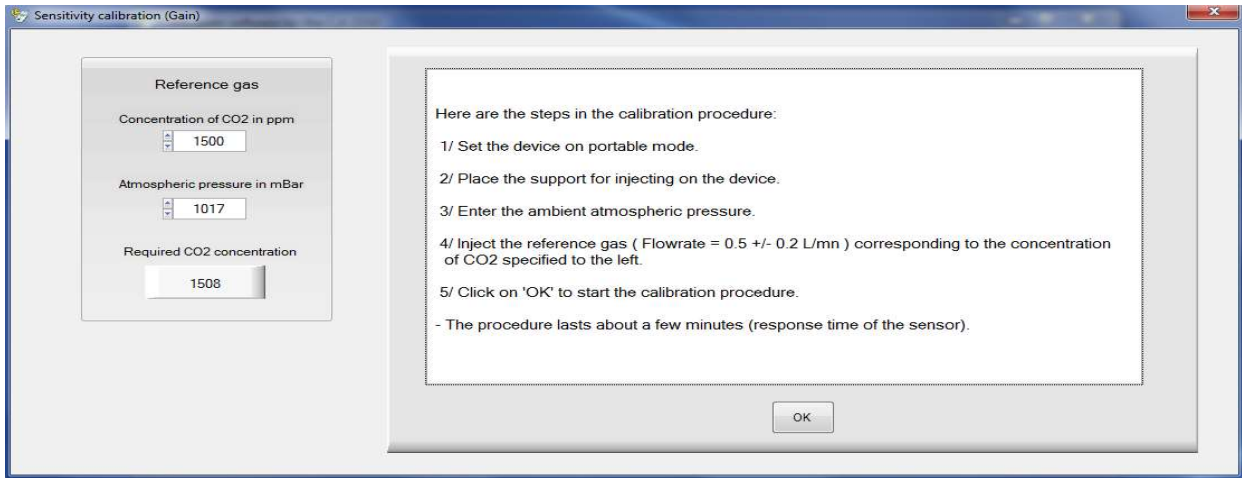 Sensitivity calibration (Gain)
Reference gas
Concentration of CO2 in ppm
1500
Atmospheric pressure in mBar
1017
Required CO2 concentration
1508
Here are the steps in the calibration procedure:
1/ Set the device on portable mode.
2/ Place the support for injecting on the device.
3/ Enter the ambient atmospheric pressure.
4/ Inject the reference gas ( Flowrate = 0.5 +/- 0.2 L/mn ) corresponding to the concentration
of CO2 specified to the left.
5/ Click on 'OK' to start the calibration procedure.
- The procedure lasts about a few minutes (response time of the sensor).
OK